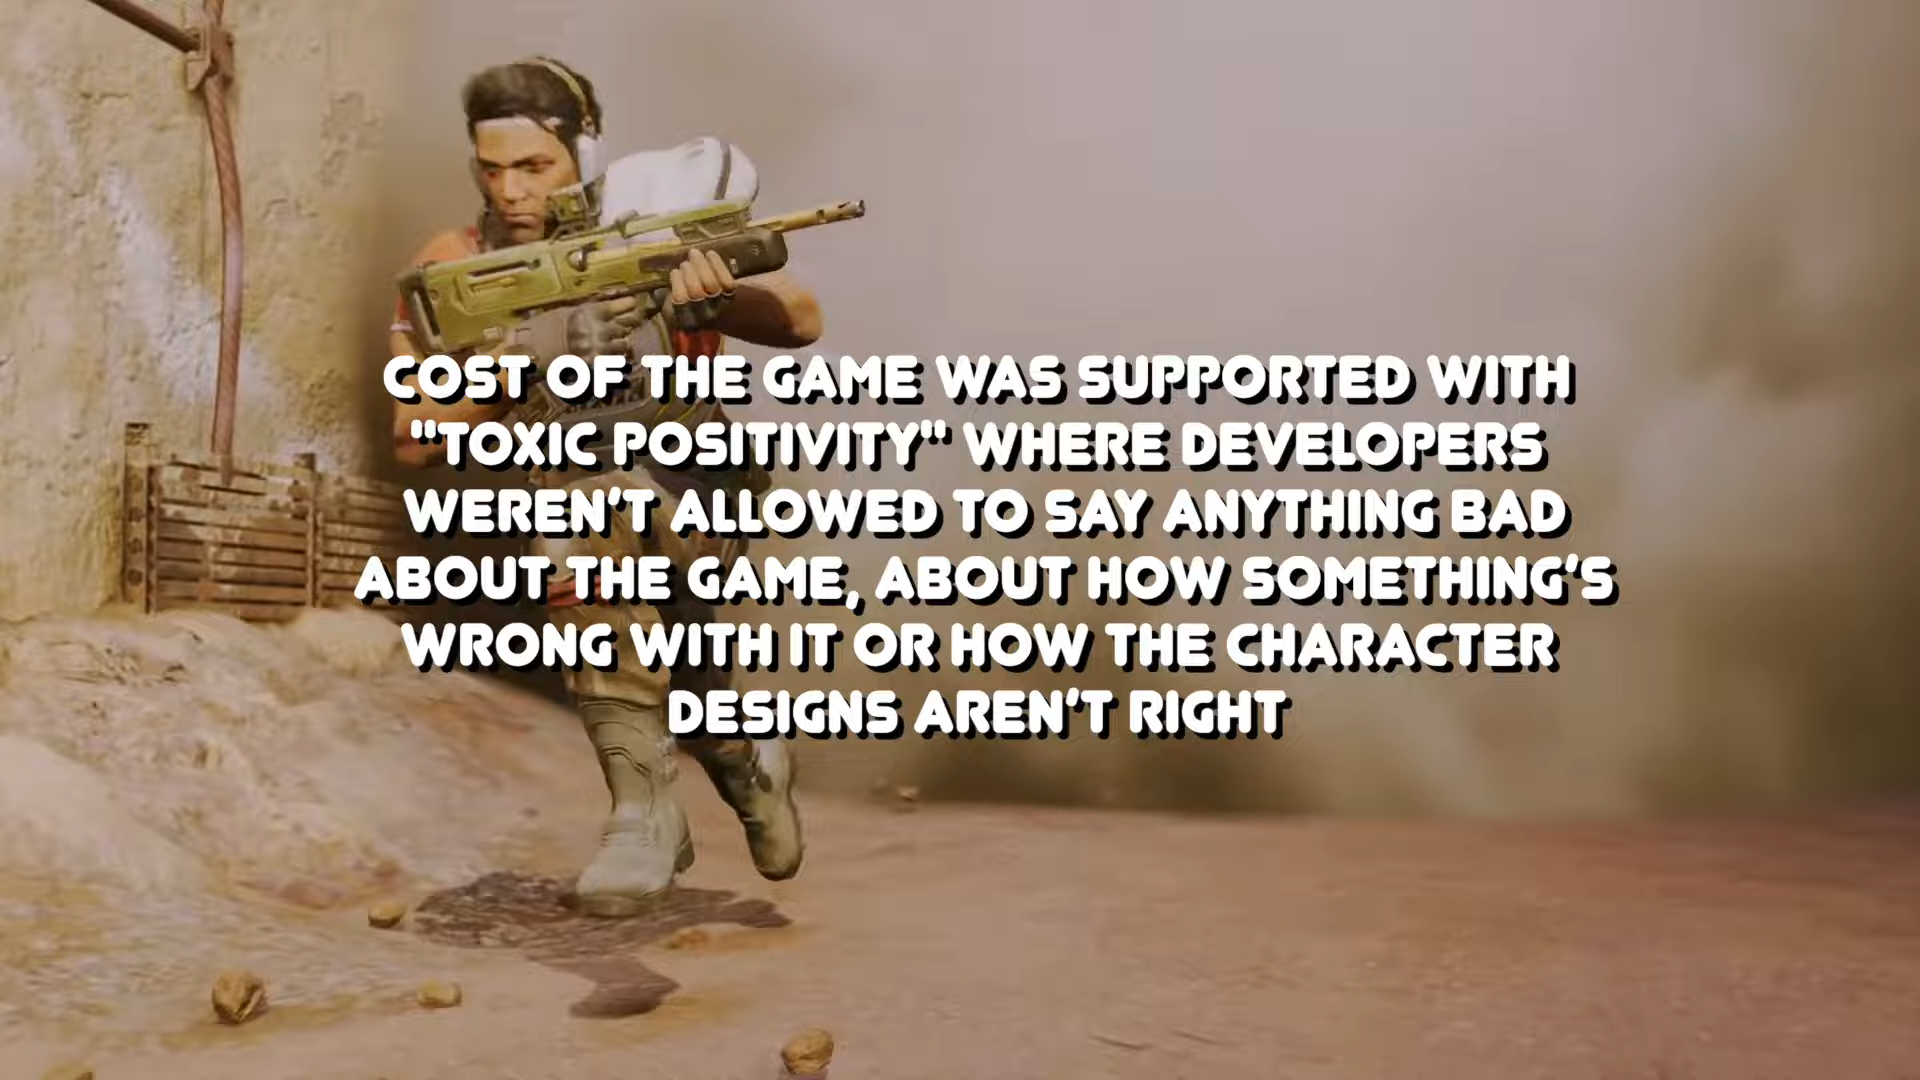 COST OF THE GAME WAS SUPPORTED WITH
"TOXIC POSITIVITY" WHERE DEVELOPERS
WEREN'T ALLOWED TO SAY ANYTHING BAD
ABOUT THE GAME, ABOUT HOW SOMETHING'S
WRONG WITH IT OR HOW THE CHARACTER
DESIGNS AREN'T RIGHT